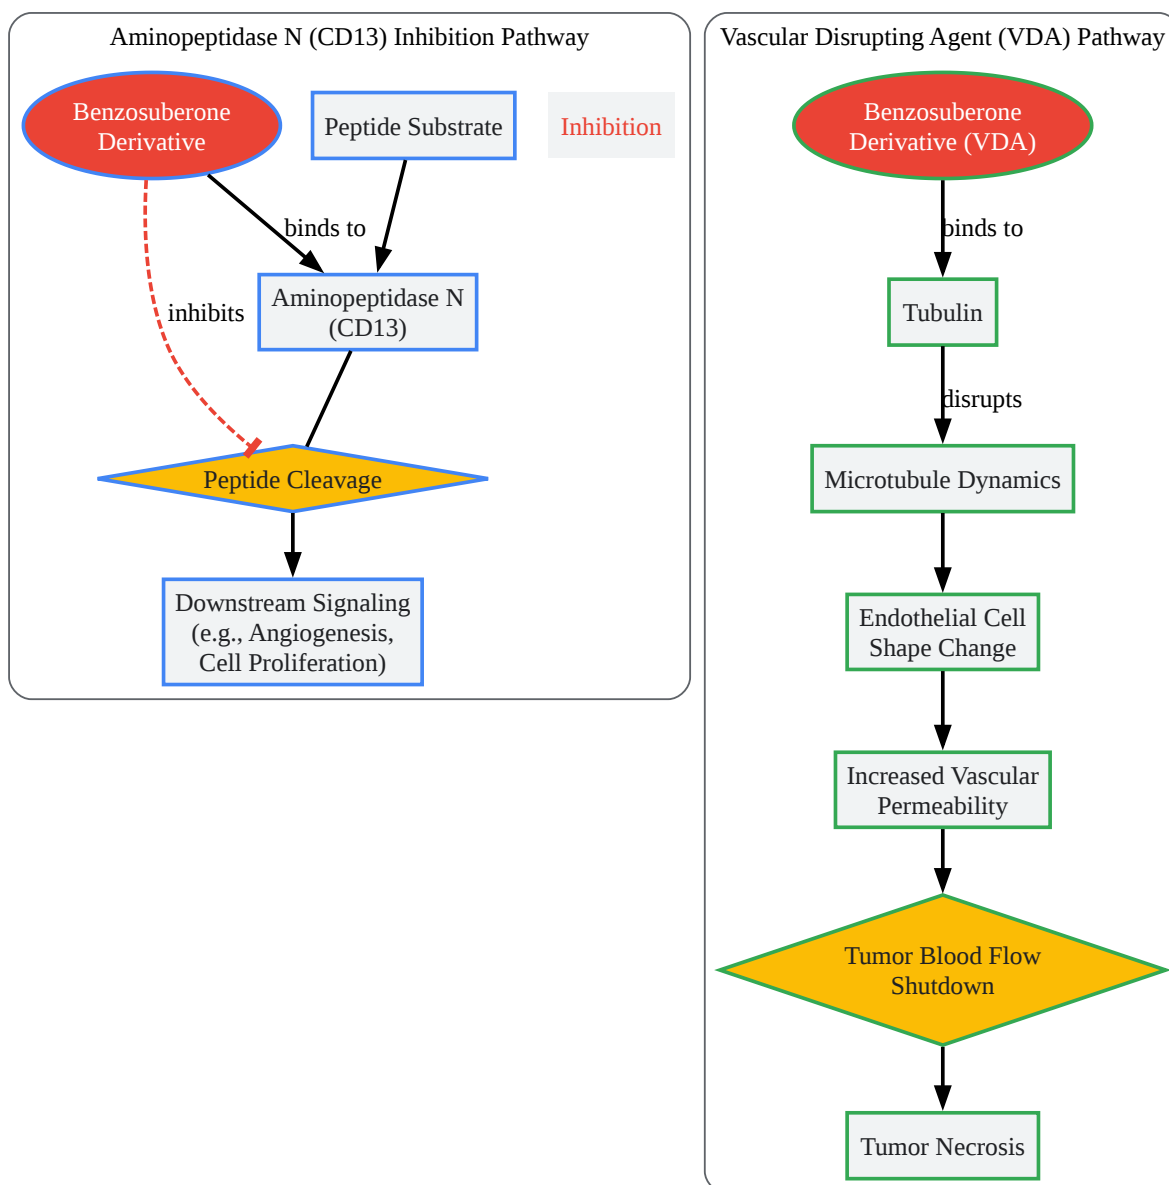 Aminopeptidase N (CD13) Inhibition Pathway
Benzosuberone
Derivative
Peptide Substrate
Inhibition
binds to
Aminopeptidase N
(CD13)
inhibits
Peptide Cleavage
Downstream Signaling
(e.g., Angiogenesis,
Cell Proliferation)
Vascular Disrupting Agent (VDA) Pathway
Benzosuberone
Derivative (VDA)
binds to
Tubulin
disrupts
Microtubule Dynamics
Endothelial Cell
Shape Change
Increased Vascular
Permeability
Tumor Blood Flow
Shutdown
Tumor Necrosis